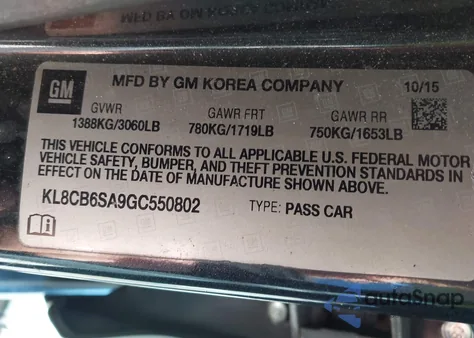 GM
MFD BY GM KOREA COMPANY 10/15
GVWR GAWR FRT GAWR RR
1388KG/3060LB 780KG/1719LB 750KG/1653LB
THIS VEHICLE CONFORMS TO ALL APPLICABLE U.S. FEDERAL MOTOR
VEHICLE SAFETY, BUMPER, AND THEFT PREVENTION STANDARDS IN
EFFECT ON THE DATE OF MANUFACTURE SHOWN ABOVE.
KL8CB6SA9GC550802 TYPE: PASS CAR
autoSnap